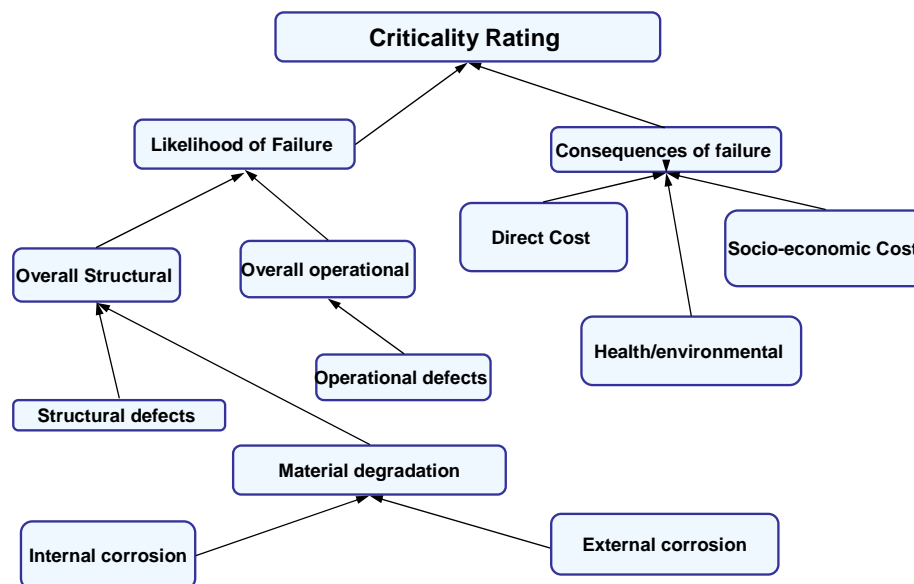 Criticality Rating
Likelihood of Failure
Consequences of failure
Direct Cost
Socio-economic Cost
Overall Structural
Overall operational
Health/environmental
Operational defects
Structural defects
Material degradation
Internal corrosion
External corrosion